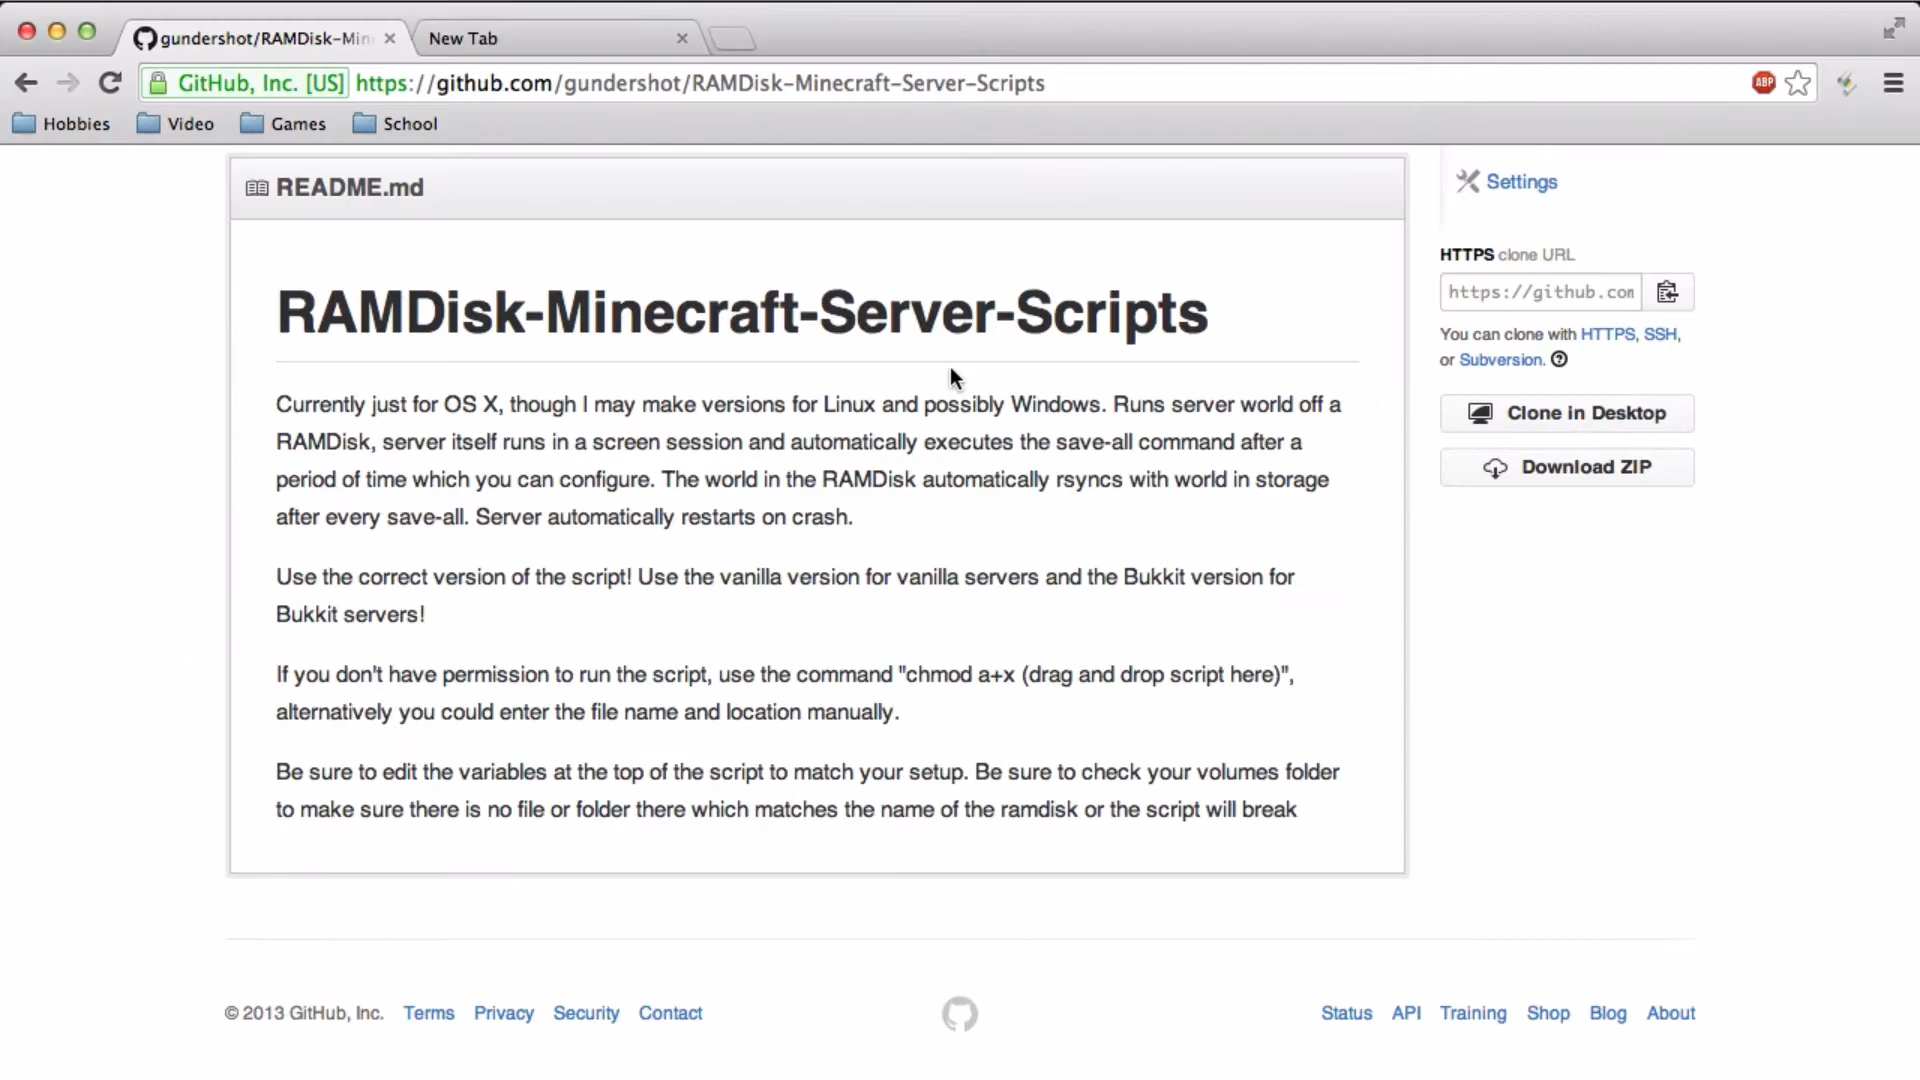 gundershot/RAMDisk-Min
New Tab
GitHub, Inc. [US] https://github.com/gundershot/RAMDisk-Minecraft-Server-Scripts
ABP
Hobbies
Video
Games
School
README.md
RAMDisk-Minecraft-Server-Scripts
Currently just for OS X, though I may make versions for Linux and possibly Windows. Runs server world off a
RAMDisk, server itself runs in a screen session and automatically executes the save-all command after a
period of time which you can configure. The world in the RAMDisk automatically rsyncs with world in storage
after every save-all. Server automatically restarts on crash.
Use the correct version of the script! Use the vanilla version for vanilla servers and the Bukkit version for
Bukkit servers!
If you don't have permission to run the script, use the command "chmod a+x (drag and drop script here)",
alternatively you could enter the file name and location manually.
Be sure to edit the variables at the top of the script to match your setup. Be sure to check your volumes folder
to make sure there is no file or folder there which matches the name of the ramdisk or the script will break
Settings
HTTPS clone URL
https://github.com
You can clone with HTTPS, SSH,
or Subversion.
Clone in Desktop
Download ZIP
© 2013 GitHub, Inc. Terms Privacy Security Contact
Status API Training Shop Blog About